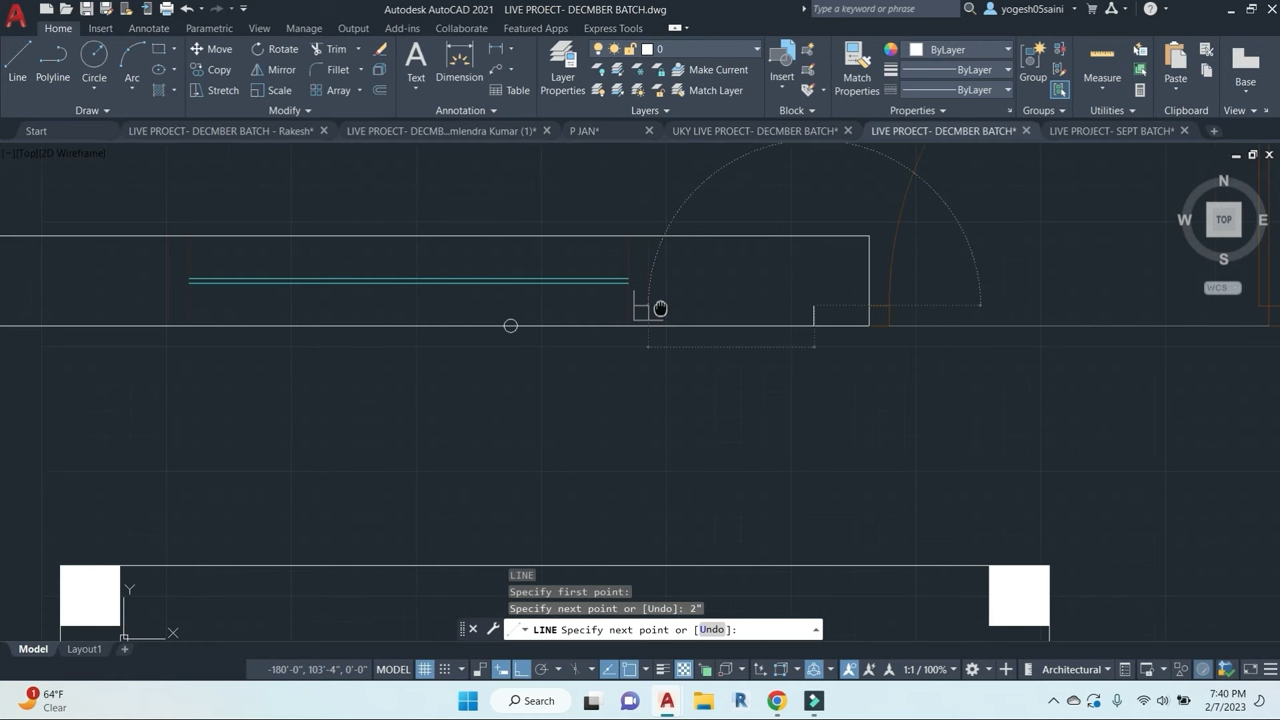 Autodesk AutoCAD 2021 LIVE PROECT- DECMBER BATCH.dwg
Type a keyword or phrase
yogesh05saini
Home Insert Annotate Parametric View Manage Output Add-ins Collaborate Featured Apps Express Tools
Move Rotate Trim
Copy Mirror Fillet
Stretch Scale Array
Line Polyline Circle Arc
Text Dimension Table
Layer Properties
0
Make Current
Match Layer
Insert
Match Properties
ByLayer
ByLayer
ByLayer
Group Measure Paste Base
Draw Modify Annotation Layers Block Properties Groups Utilities Clipboard View
Start LIVE PROECT- DECMBER BATCH - Rakesh* LIVE PROECT- DECMB...mlendra Kumar (1)* P JAN* UKY LIVE PROECT- DECMBER BATCH* LIVE PROECT- DECMBER BATCH* LIVE PROJECT- SEPT BATCH*
[−][Top][2D Wireframe]
N
W TOP E
S
WCS
LINE
Specify first point:
Specify next point or [Undo]: 2"
LINE Specify next point or [Undo]:
Y
X
Model Layout1
-180'-0", 103'-4", 0'-0" MODEL 1:1 / 100% Architectural
1
64°F
Clear
Search
7:40 PM
2/7/2023